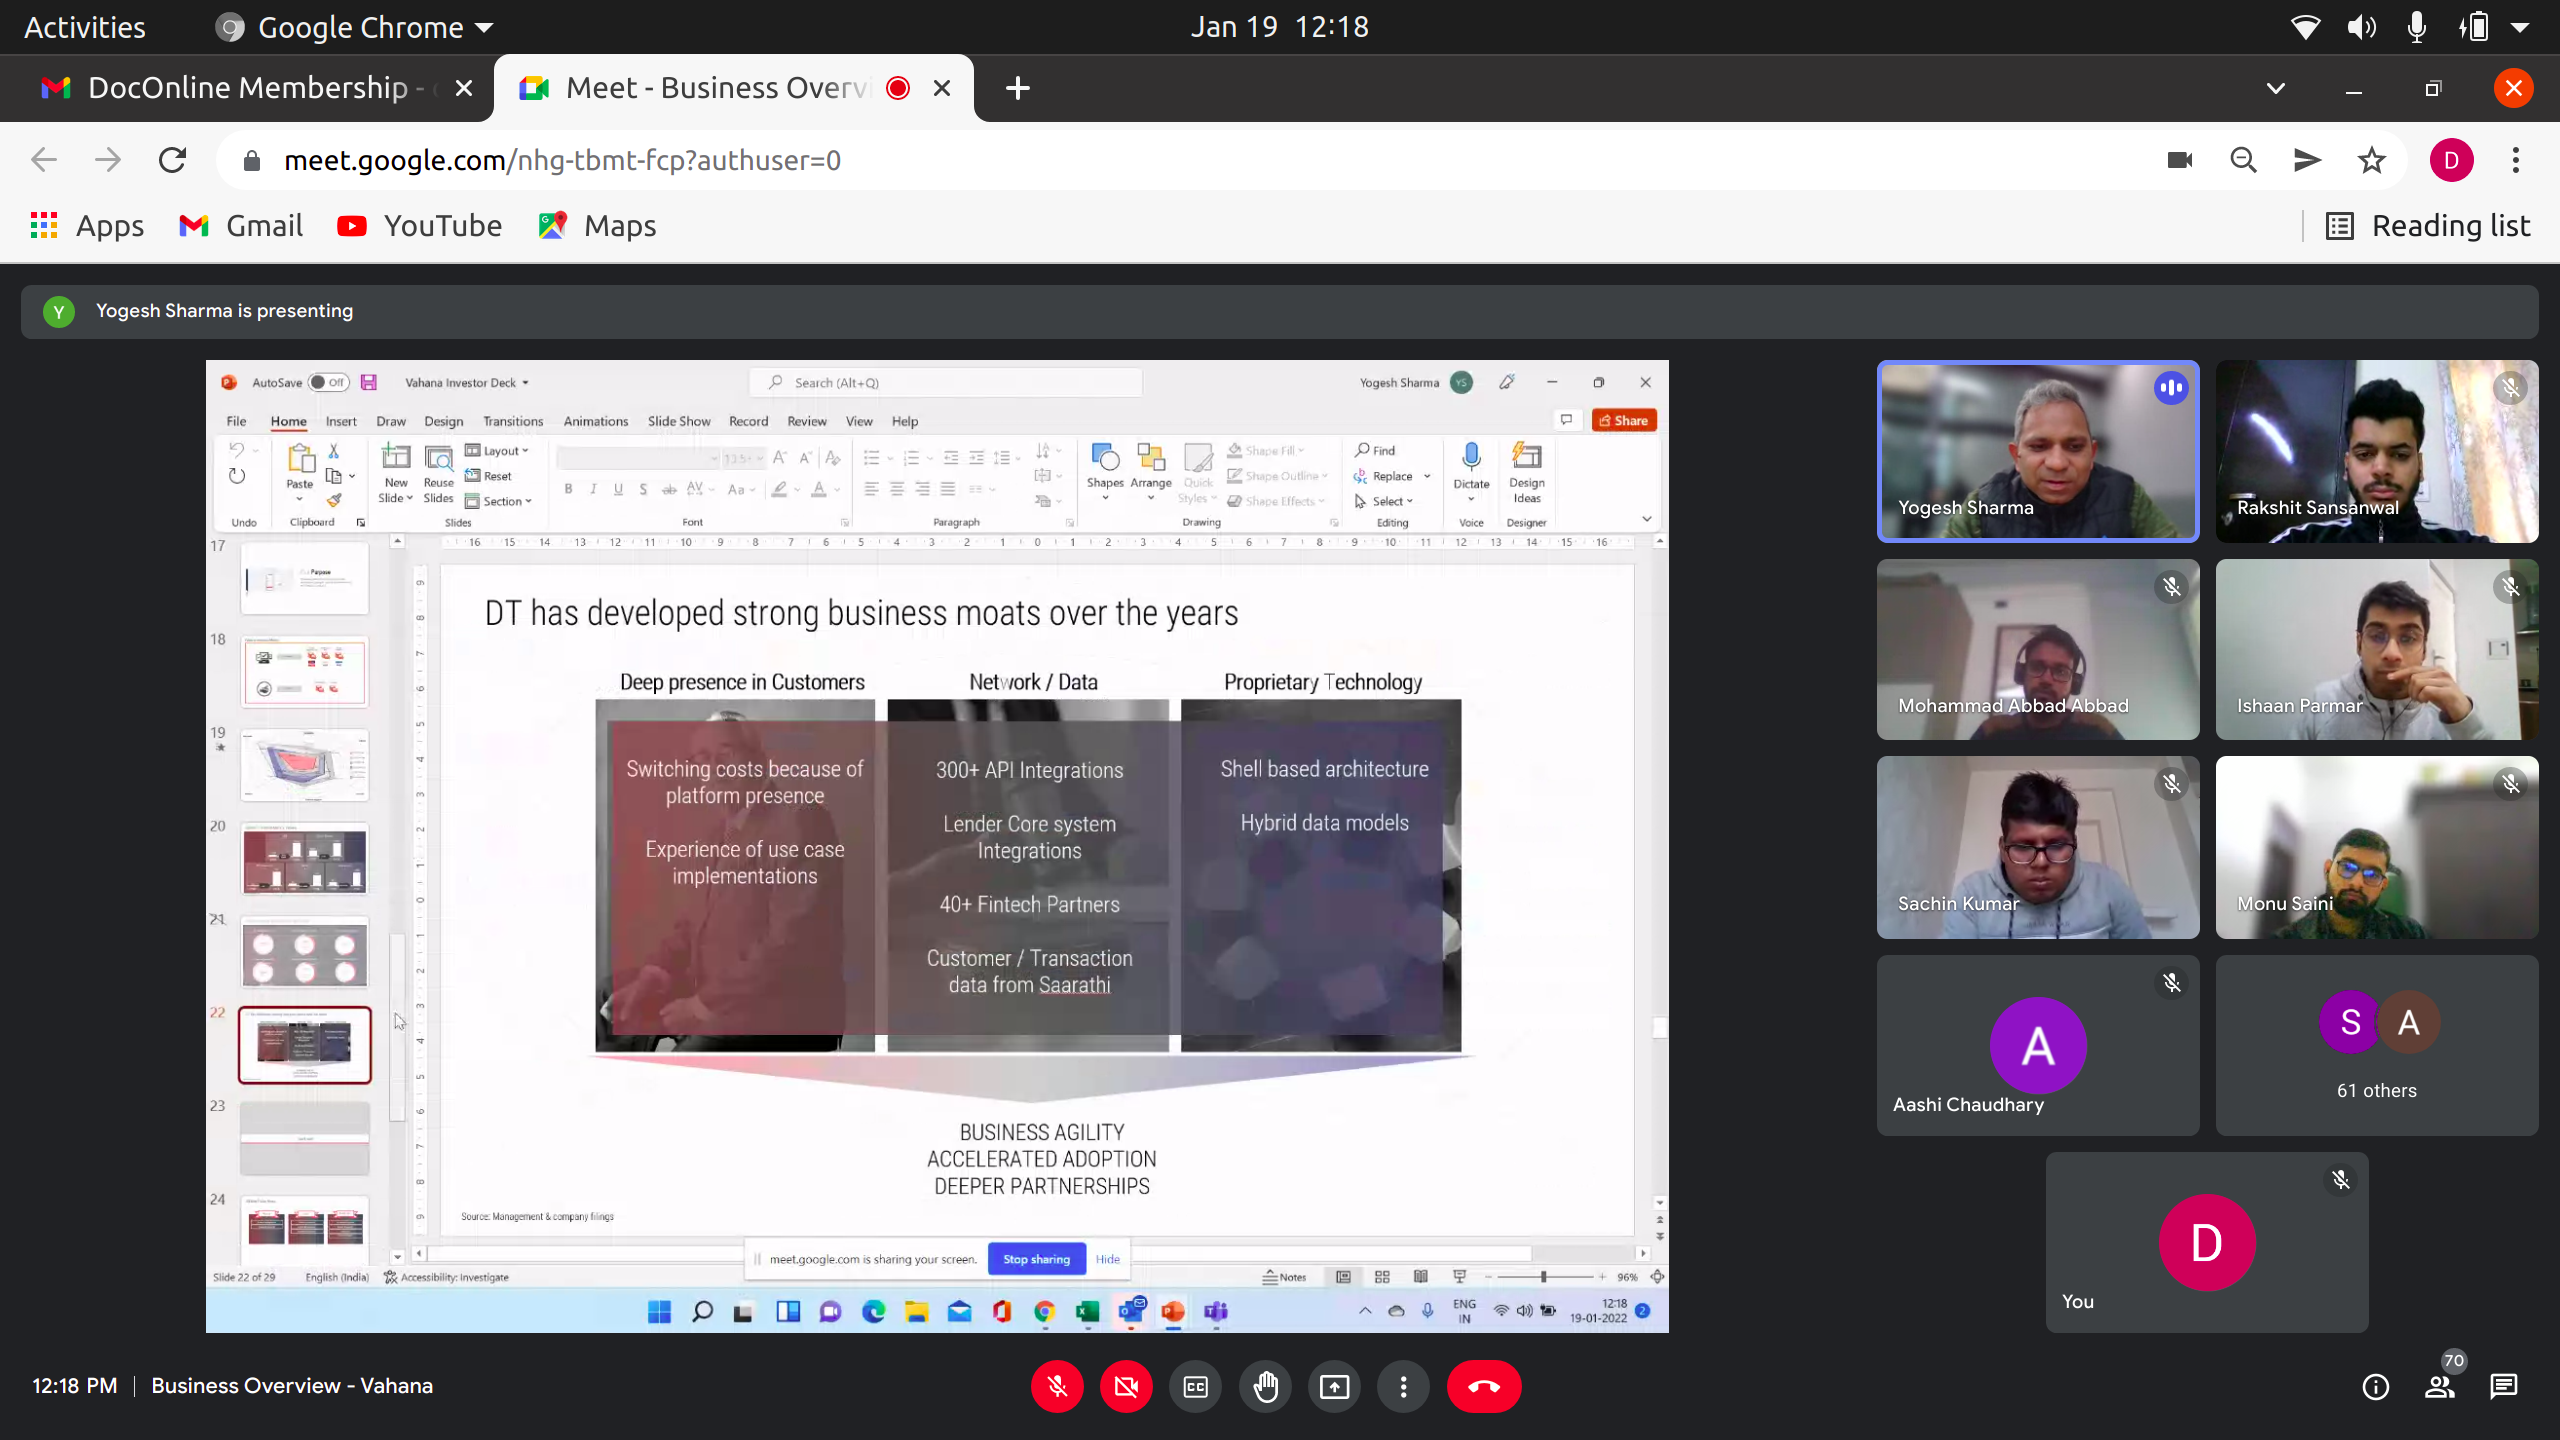 Activities
Google Chrome
Jan 19 12:18
DocOnline Membership -
Meet - Business Overv
meet.google.com/nhg-tbmt-fcp?authuser=0
D
Apps
Gmail
YouTube
Maps
Reading list
Y
Yogesh Sharma is presenting
AutoSave
Off
Vahana Investor Deck
Search (Alt+Q)
Yogesh Sharma
YS
File
Home
Insert
Draw
Design
Transitions
Animations
Slide Show
Record
Review
View
Help
Share
Undo
Paste
Clipboard
New
Slide
Reuse
Slides
Layout
Reset
Section
Slides
Font
Paragraph
Shapes
Arrange
Quick
Styles
Shape Fill
Shape Outline
Shape Effects
Drawing
Find
Replace
Select
Editing
Dictate
Voice
Design
Ideas
Designer
17
Purpose
18
19
20
21
22
23
24
DT has developed strong business moats over the years
Deep presence in Customers
Switching costs because of
platform presence
Experience of use case
implementations
Network / Data
300+ API Integrations
Lender Core system
Integrations
40+ Fintech Partners
Customer / Transaction
data from Saarathi
Proprietary Technology
Shell based architecture
Hybrid data models
BUSINESS AGILITY
ACCELERATED ADOPTION
DEEPER PARTNERSHIPS
Source: Management & company filings
meet.google.com is sharing your screen.
Stop sharing
Hide
Slide 22 of 29
English (India)
Accessibility: Investigate
Notes
96%
ENG
IN
12:18
19-01-2022
2
Yogesh Sharma
Rakshit Sansanwal
Mohammad Abbad Abbad
Ishaan Parmar
Sachin Kumar
Monu Saini
A
Aashi Chaudhary
S
A
61 others
D
You
12:18 PM
Business Overview - Vahana
CC
70